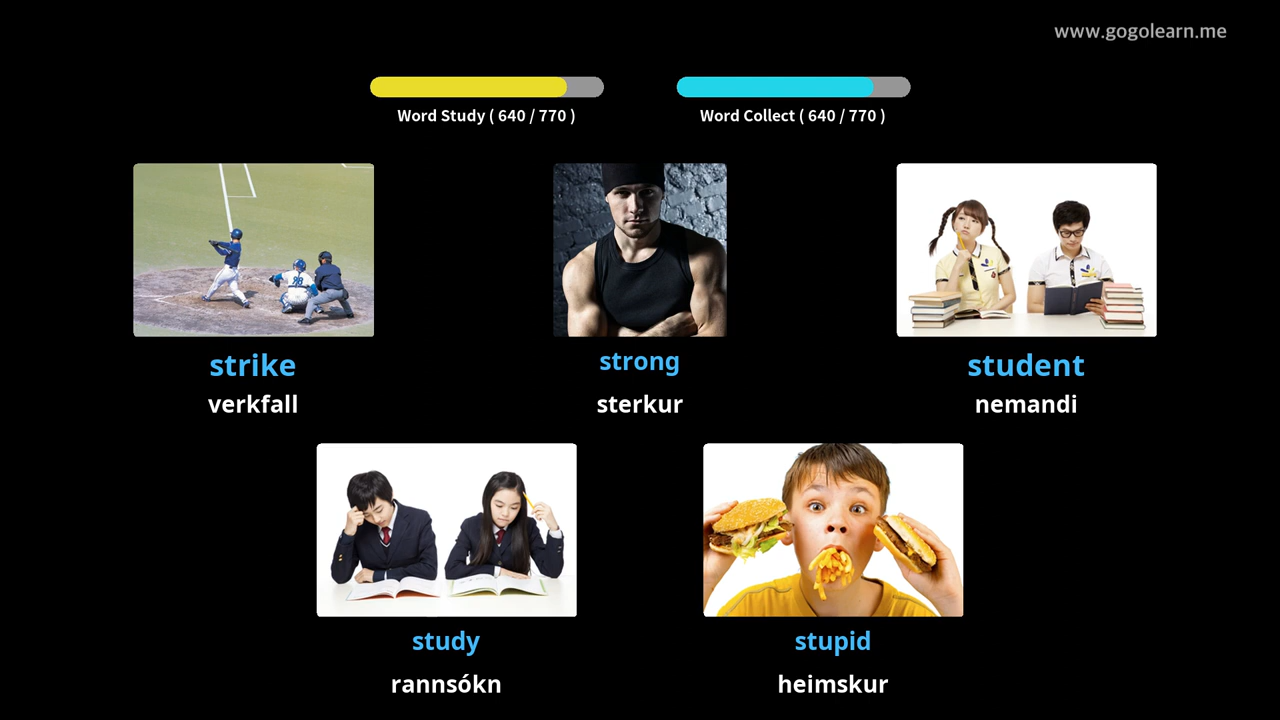 www.gogolearn.me
Word Study ( 640 / 770 )
Word Collect ( 640 / 770 )
strike
verkfall
strong
sterkur
student
nemandi
study
rannsókn
stupid
heimskur